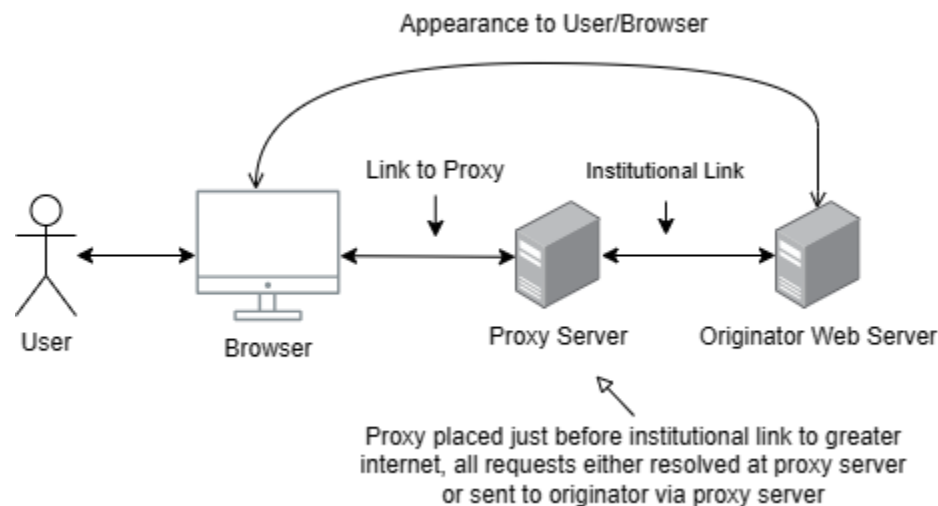 Appearance to User/Browser
Link to Proxy
Institutional Link
User
Browser
Proxy Server
Originator Web Server
Proxy placed just before institutional link to greater
internet, all requests either resolved at proxy server
or sent to originator via proxy server